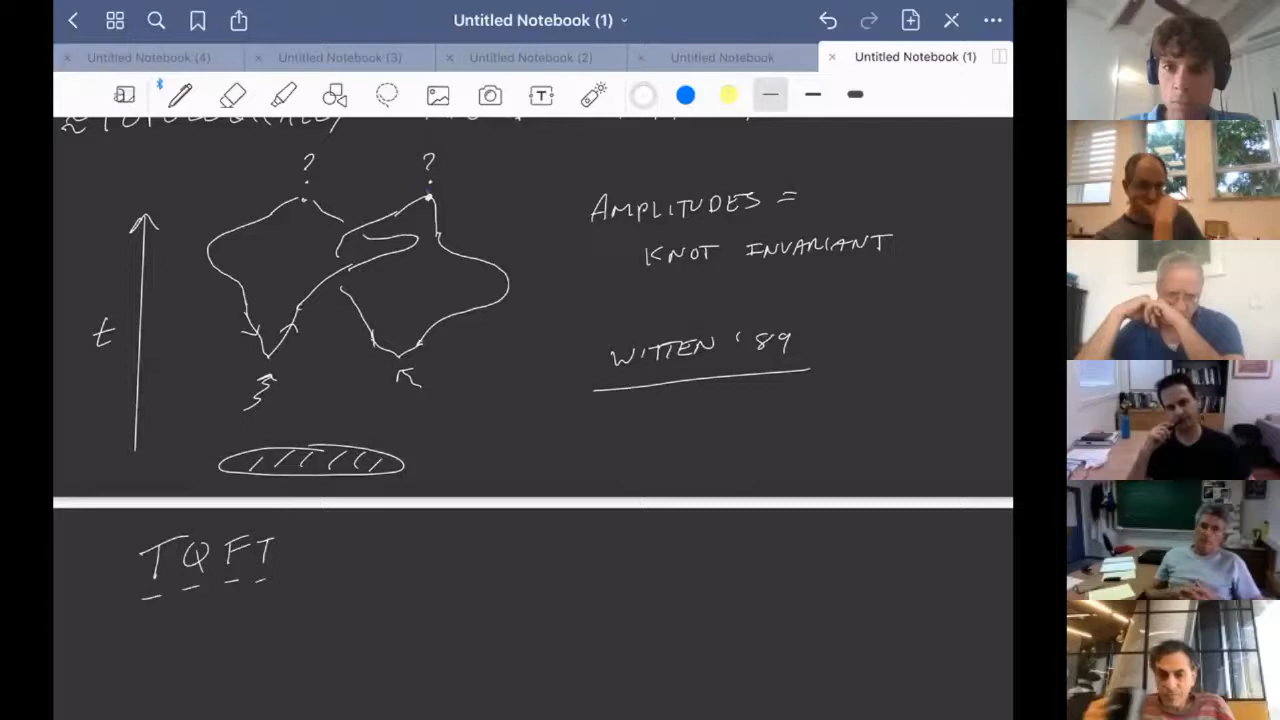 Untitled Notebook (1)
Untitled Notebook (4)
Untitled Notebook (3)
Untitled Notebook (2)
Untitled Notebook
Untitled Notebook (1)
? ?
AMPLITUDES =
KNOT INVARIANT
t
WITTEN '89
TQFT